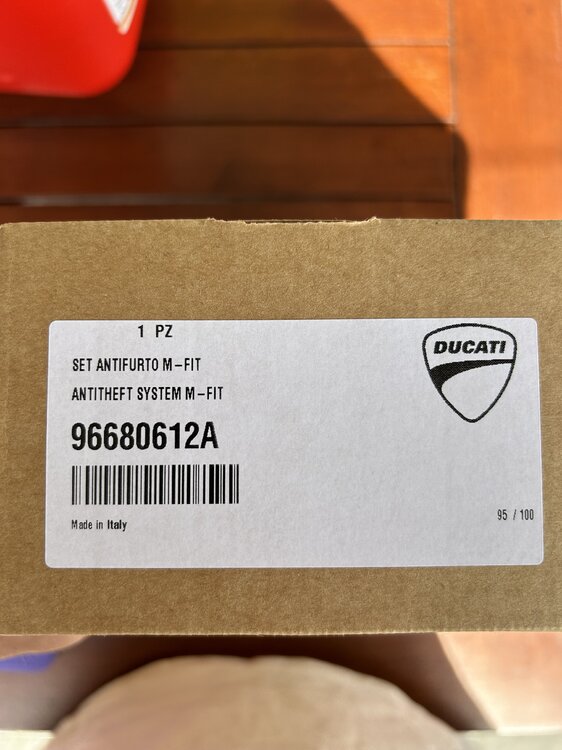 1 PZ
SET ANTIFURTO M-FIT
ANTITHEFT SYSTEM M-FIT
DUCATI
96680612A
Made in Italy
95 / 100